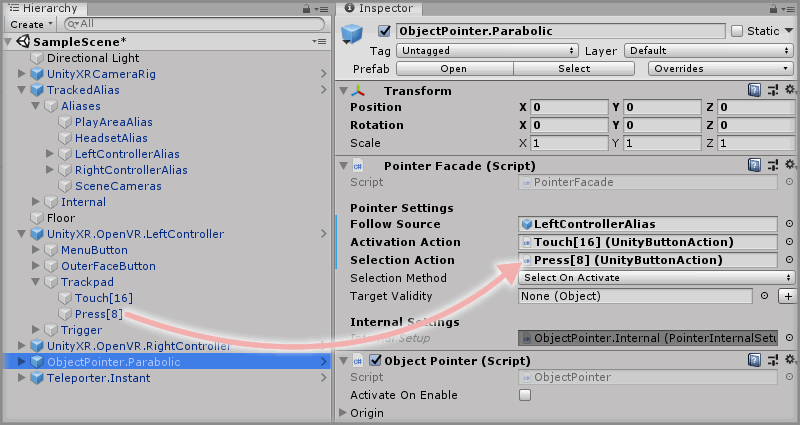 Hierarchy
Create
All
SampleScene*
Directional Light
UnityXRCameraRig
TrackedAlias
Aliases
PlayAreaAlias
HeadsetAlias
LeftControllerAlias
RightControllerAlias
SceneCameras
Internal
Floor
UnityXR.OpenVR.LeftController
MenuButton
OuterFaceButton
Trackpad
Touch[16]
Press[8]
Trigger
UnityXR.OpenVR.RightController
ObjectPointer.Parabolic
Teleporter.Instant
Inspector
ObjectPointer.Parabolic Static
Tag Untagged Layer Default
Prefab Open Select Overrides
Transform
Position X 0 Y 0 Z 0
Rotation X 0 Y 0 Z 0
Scale X 1 Y 1 Z 1
Pointer Facade (Script)
Script PointerFacade
Pointer Settings
Follow Source LeftControllerAlias
Activation Action Touch[16] (UnityButtonAction)
Selection Action Press[8] (UnityButtonAction)
Selection Method Select On Activate
Target Validity None (Object)
Internal Settings
Internal Setup ObjectPointer.Internal (PointerInternalSetu
Object Pointer (Script)
Script ObjectPointer
Activate On Enable
Origin